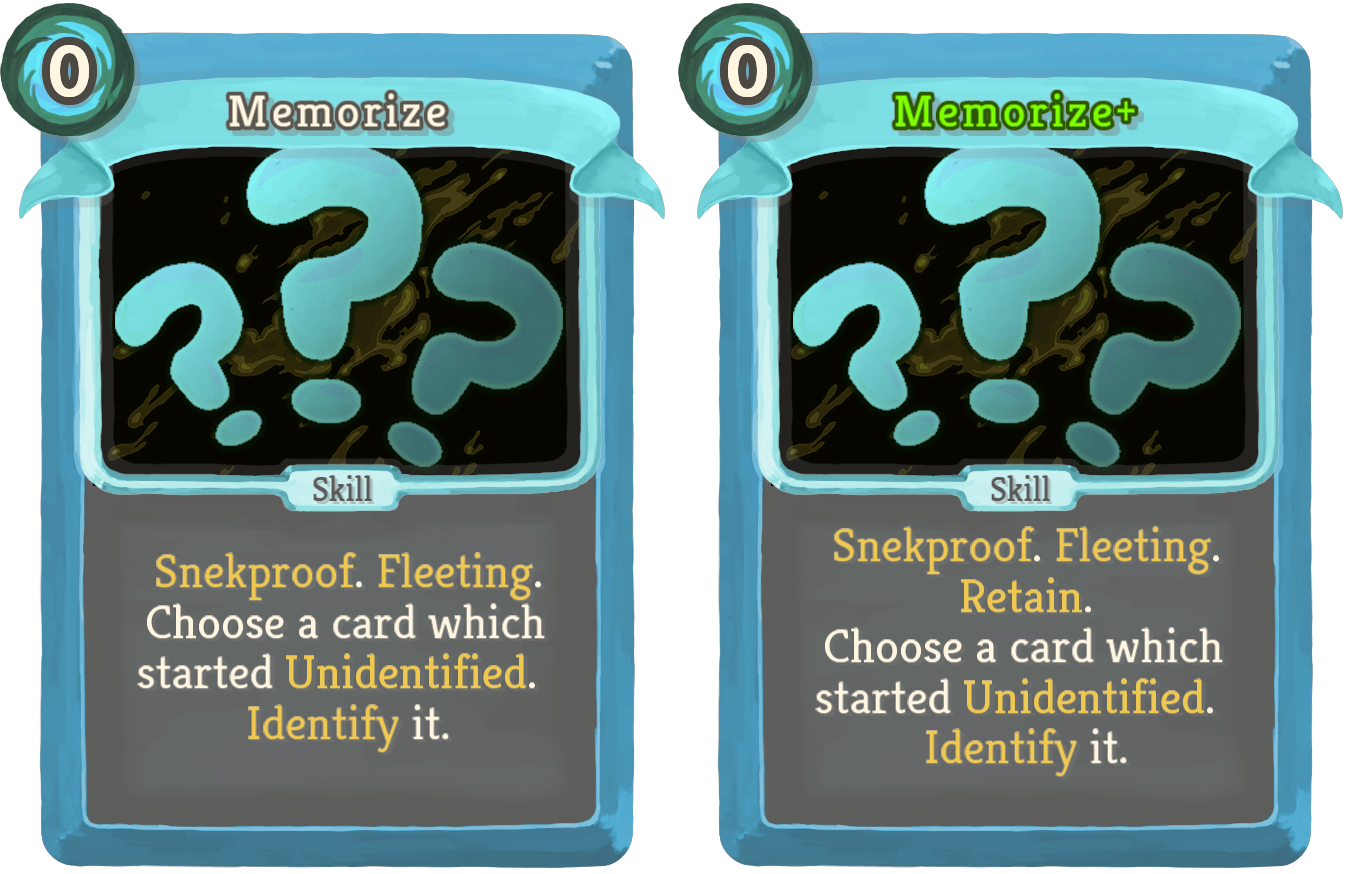 0
Memorize
Skill
Snekproof. Fleeting.
Choose a card which
started Unidentified.
Identify it.
0
Memorize+
Skill
Snekproof. Fleeting.
Retain.
Choose a card which
started Unidentified.
Identify it.